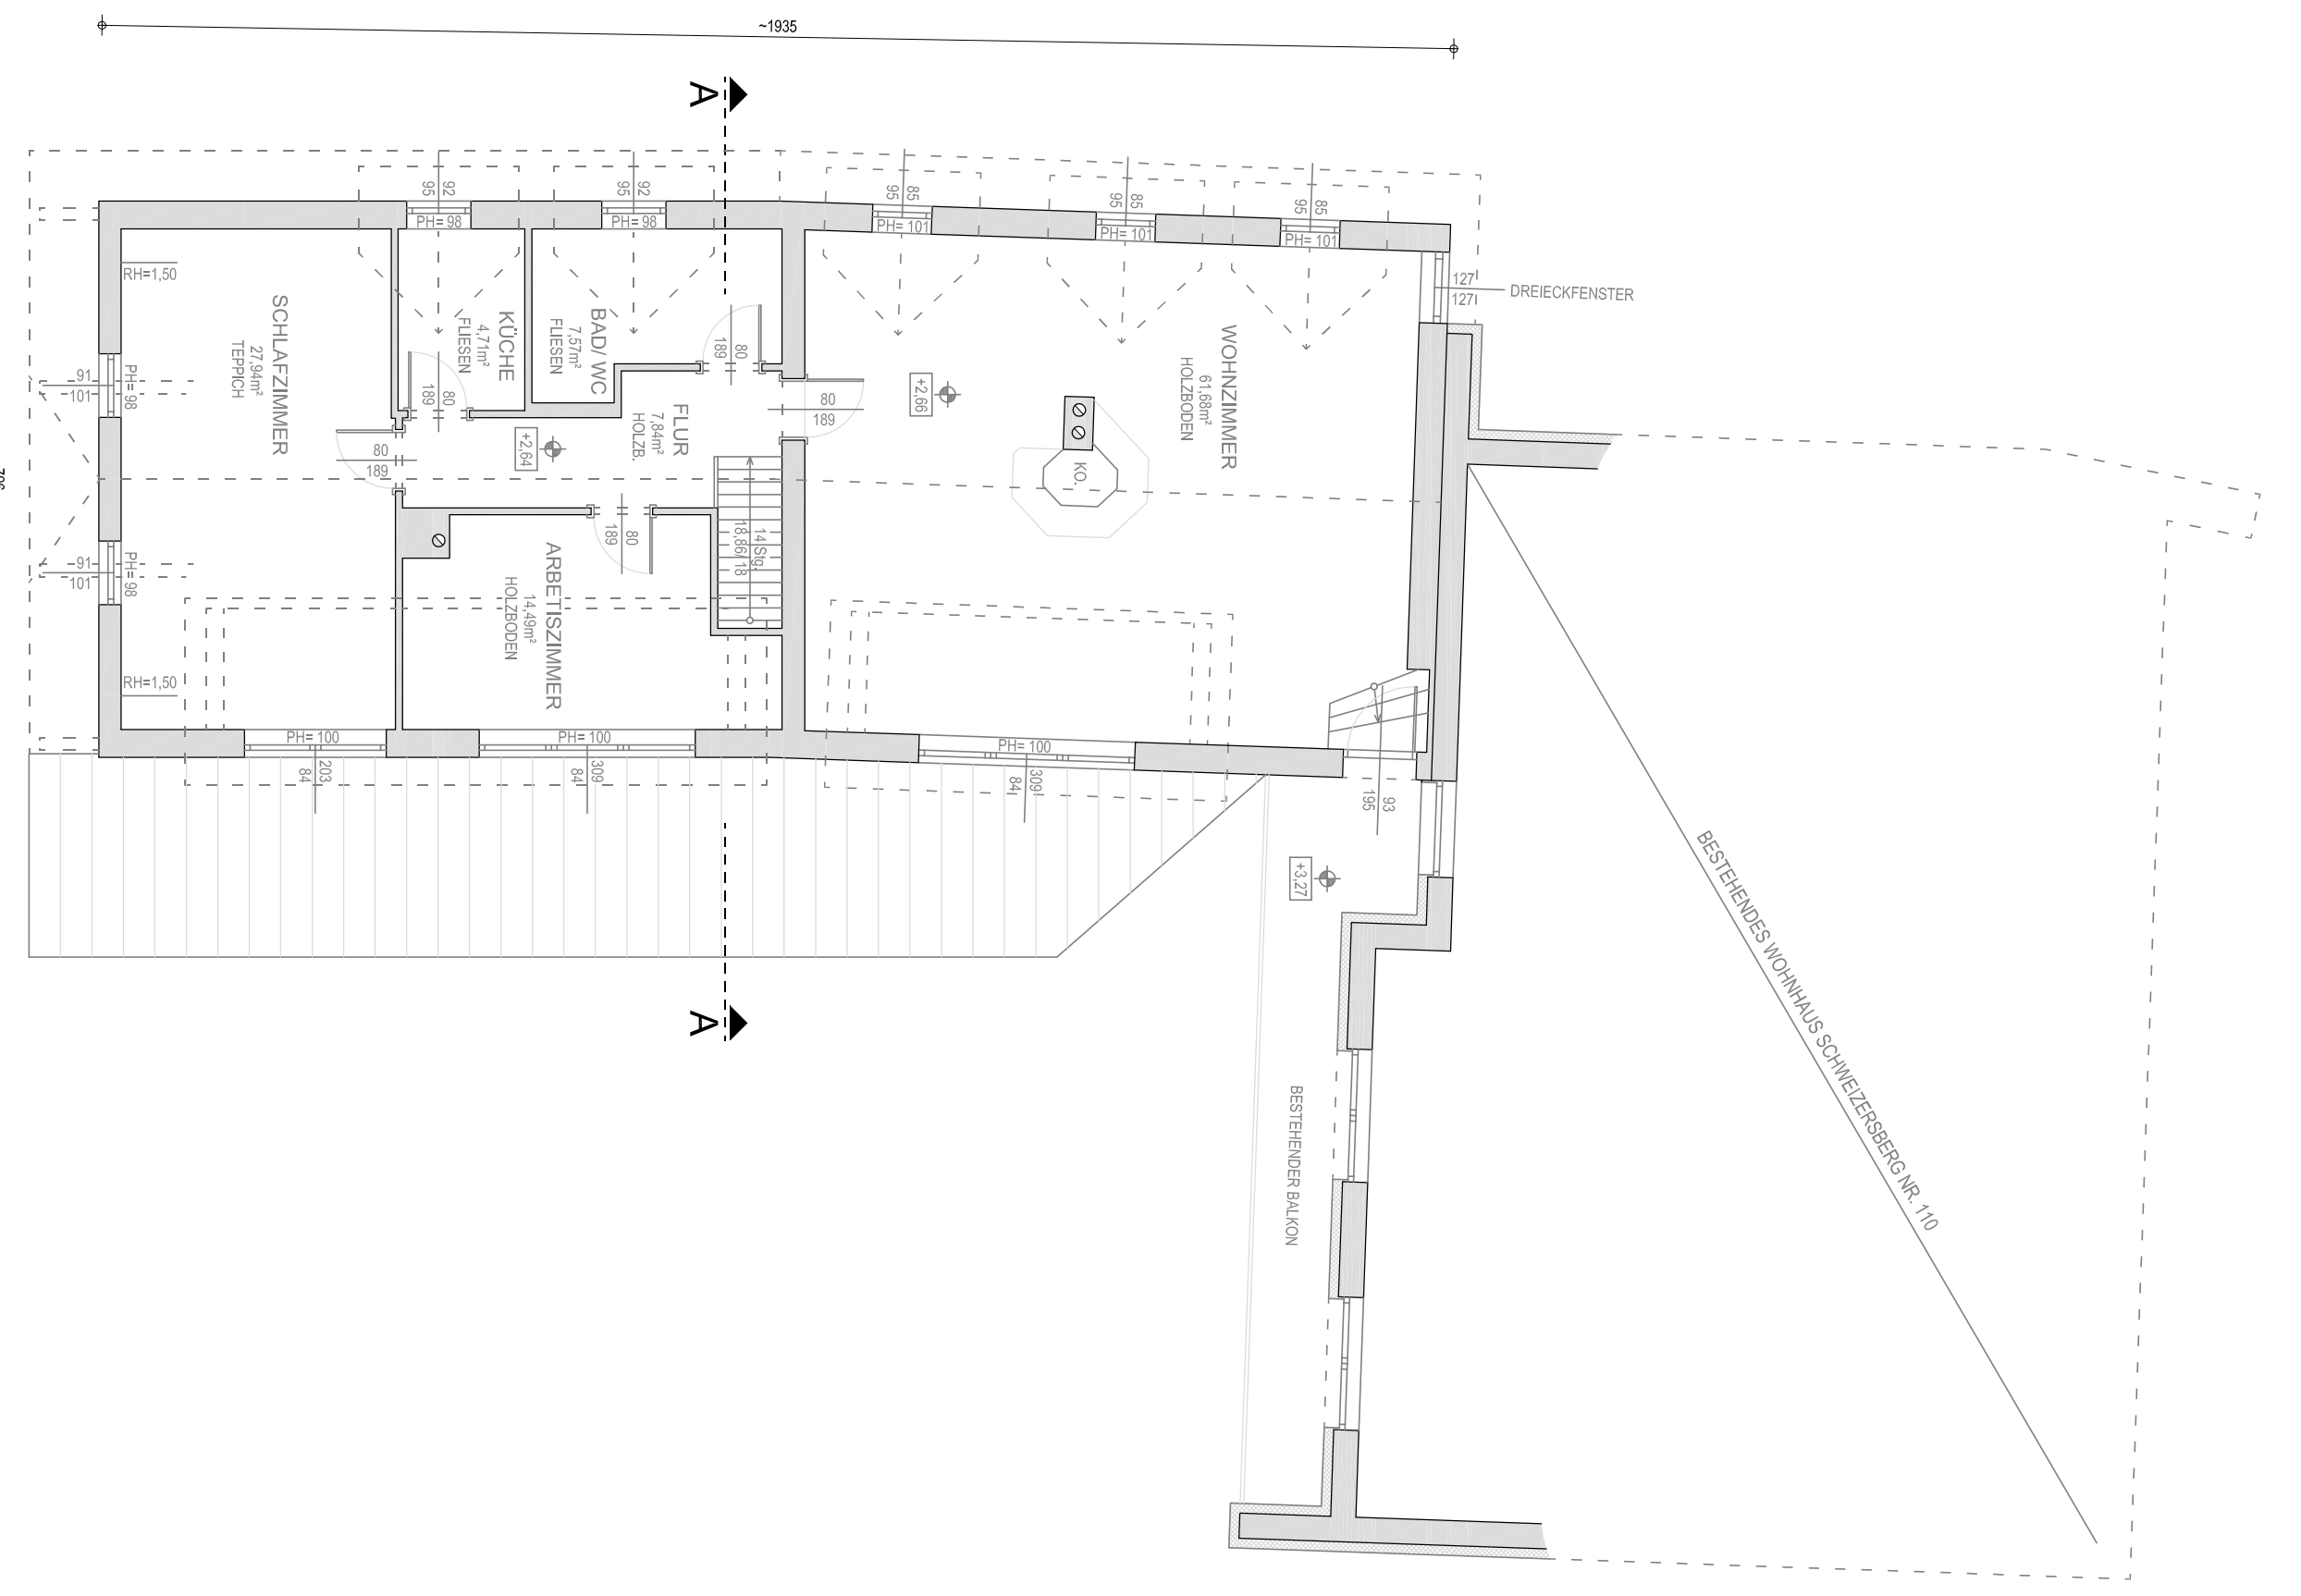 ~1935
A
95
92
PH= 98
95
92
PH= 98
95
85
PH= 101
95
85
PH= 101
95
85
PH= 101
127
127
DREIECKFENSTER
RH=1,50
SCHLAFZIMMER
27,94m²
TEPPICH
KÜCHE
4,71m²
FLIESEN
BAD/ WC
7,57m²
FLIESEN
80
189
80
189
80
189
80
189
80
189
FLUR
7,84m²
HOLZB.
+2,64
+2,66
WOHNZIMMER
61,68m²
HOLZBODEN
KO.
91
101
PH= 98
91
101
PH= 98
14 Stg.
18,86/ 18
ARBETISZIMMER
14,49m²
HOLZBODEN
RH=1,50
PH= 100
203
84
PH= 100
309
84
PH= 100
309
84
93
195
+3,27
A
BESTEHENDER BALKON
BESTEHENDES WOHNHAUS SCHWEIZERSBERG NR. 110